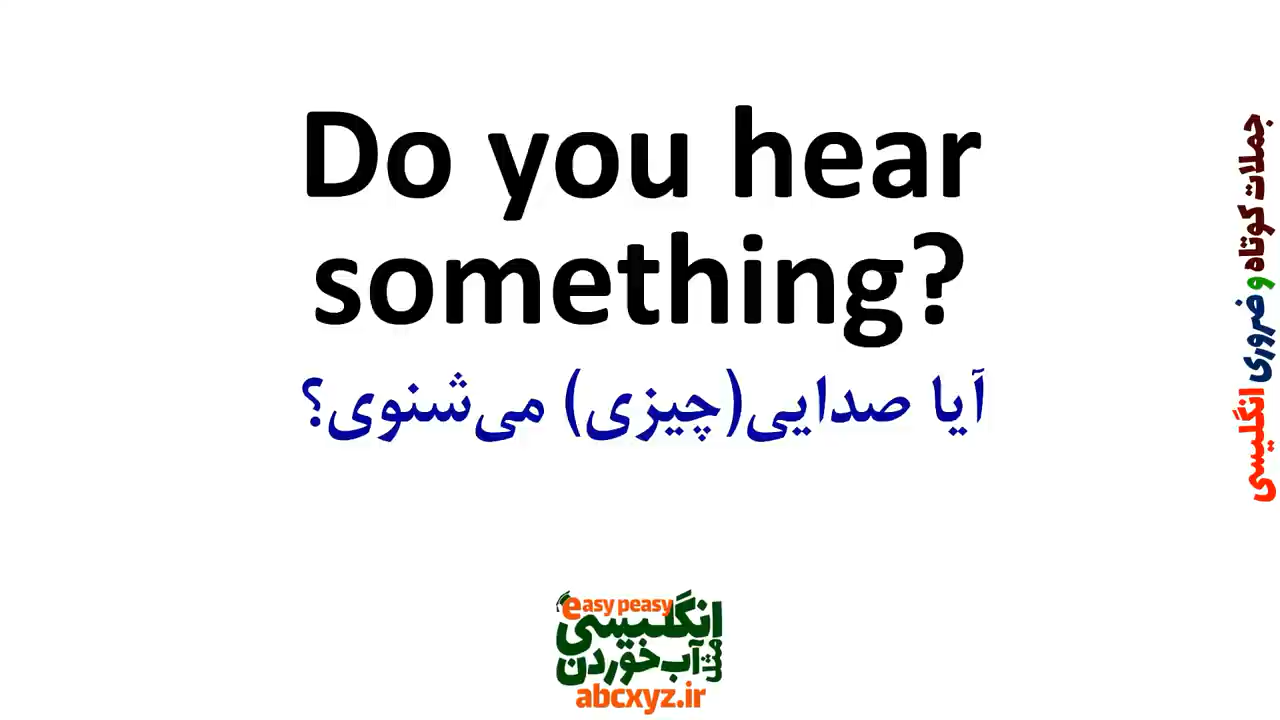 Do you hear
something?
آیا صدایی(چیزی) می‌شنوی؟
جملات کوتاه و ضروری انگلیسی
easy peasy
انگلیسی
مثل آب خوردن
abcxyz.ir